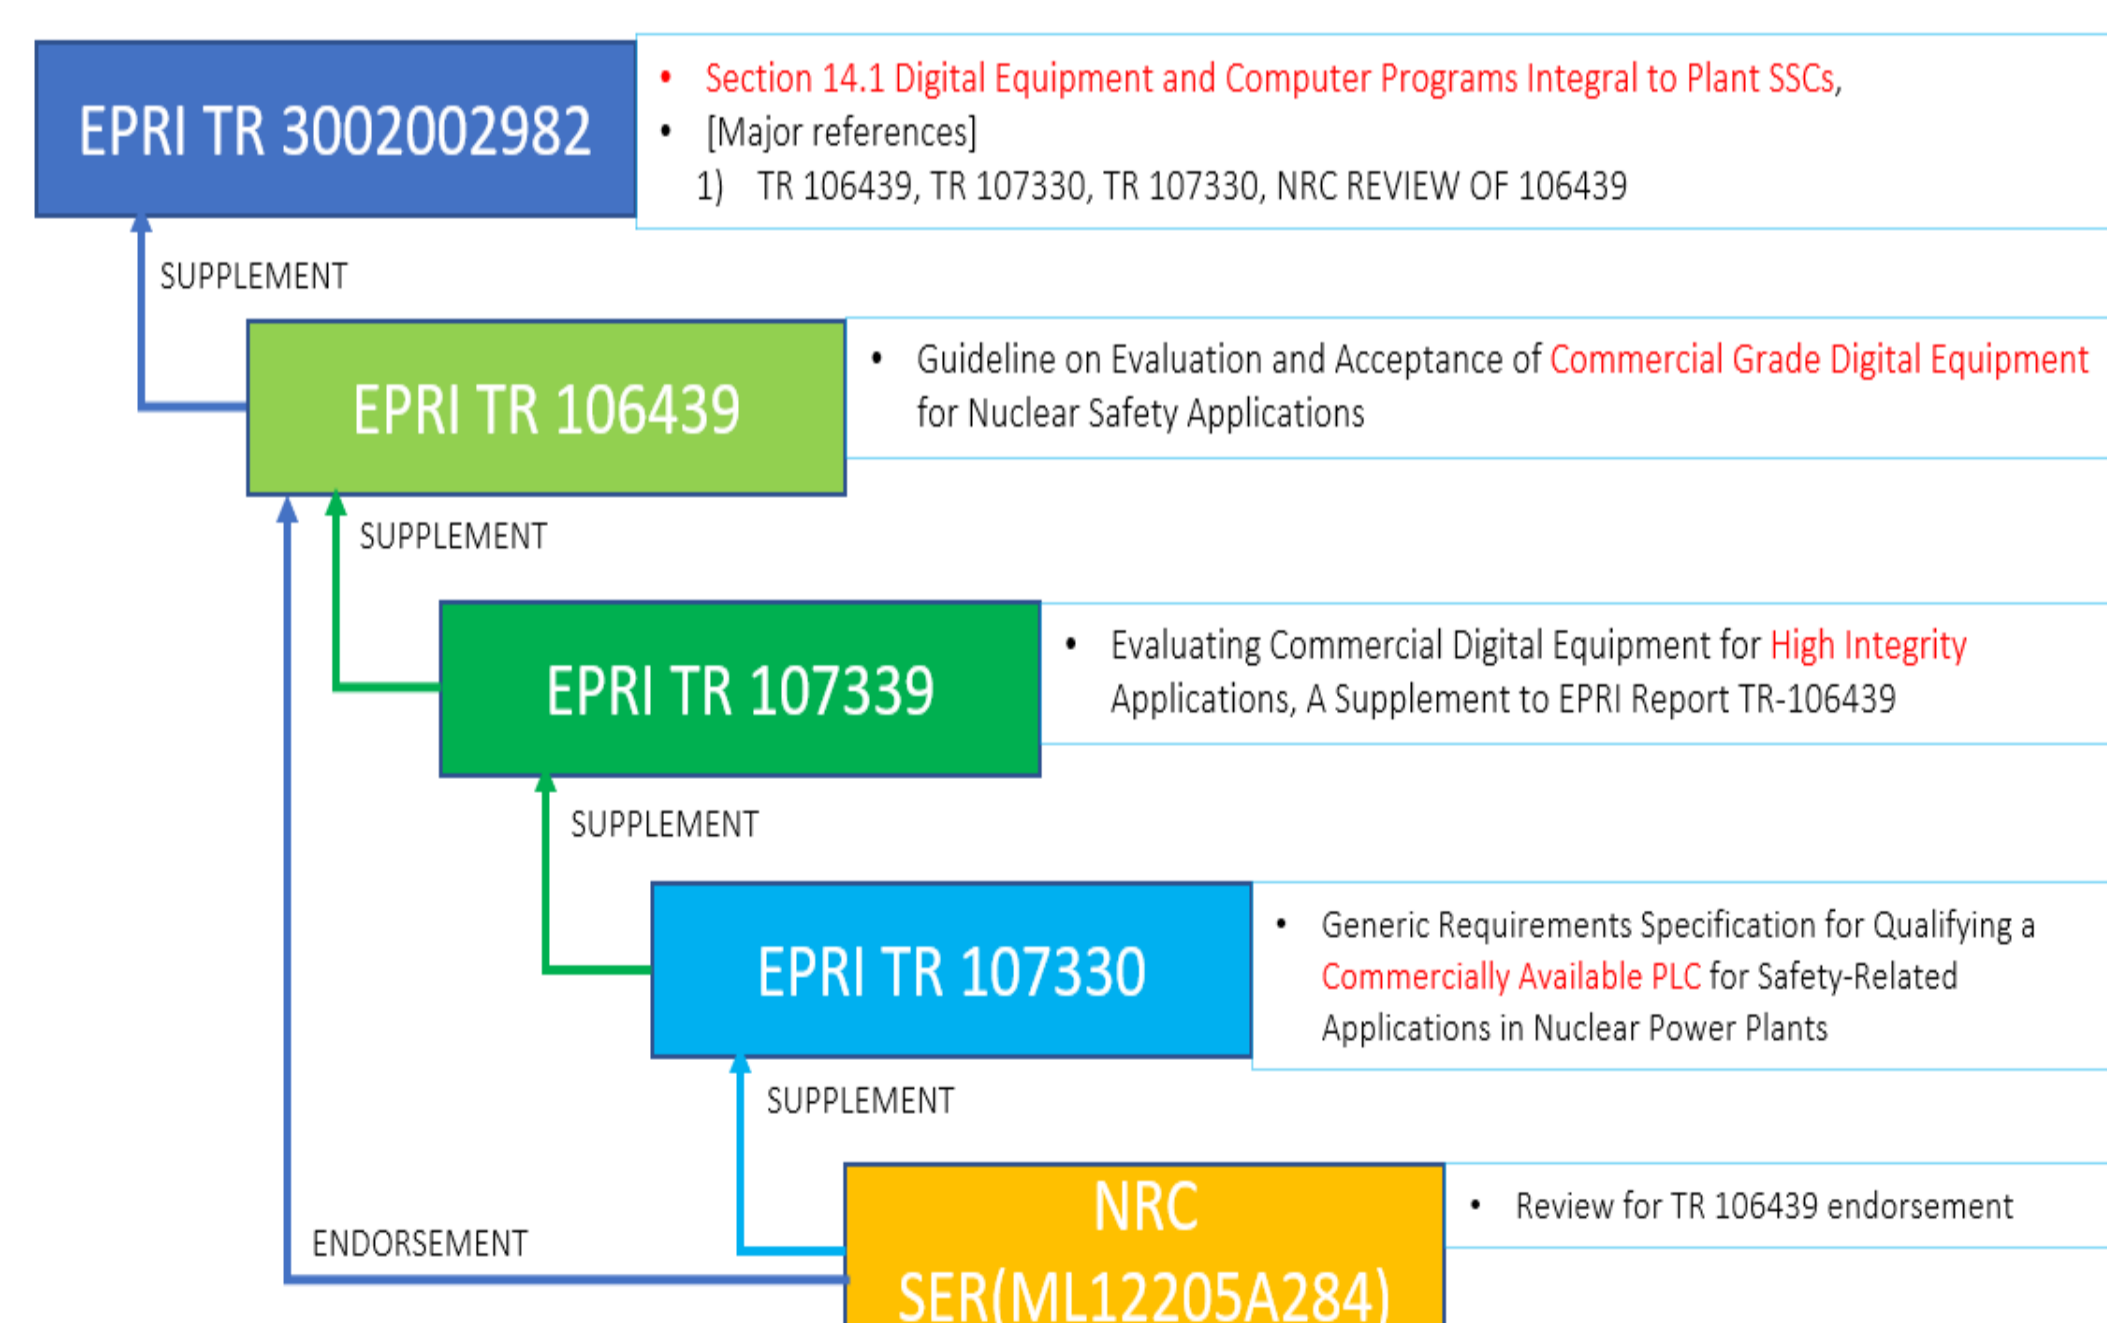 EPRI TR 3002002982
• Section 14.1 Digital Equipment and Computer Programs Integral to Plant SSCs,
• [Major references]
1) TR 106439, TR 107330, TR 107330, NRC REVIEW OF 106439
SUPPLEMENT
EPRI TR 106439
• Guideline on Evaluation and Acceptance of Commercial Grade Digital Equipment
for Nuclear Safety Applications
SUPPLEMENT
EPRI TR 107339
• Evaluating Commercial Digital Equipment for High Integrity
Applications, A Supplement to EPRI Report TR-106439
SUPPLEMENT
EPRI TR 107330
• Generic Requirements Specification for Qualifying a
Commercially Available PLC for Safety-Related
Applications in Nuclear Power Plants
SUPPLEMENT
NRC
SER(ML12205A284)
• Review for TR 106439 endorsement
ENDORSEMENT